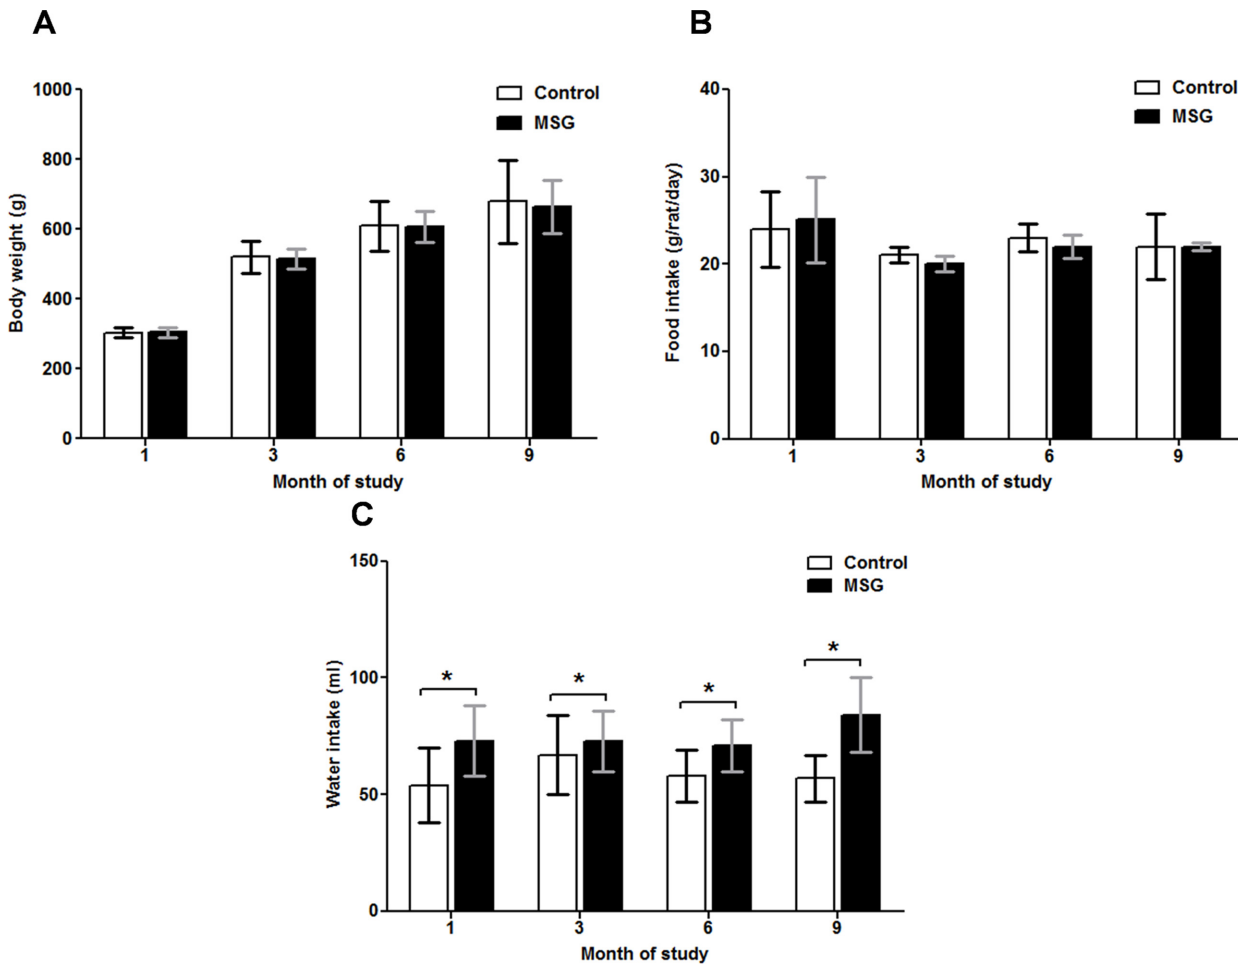 A
B
1000
800
600
400
200
0
Body weight (g)
Control
MSG
1 3 6 9
Month of study
40
30
20
10
0
Food intake (g/rat/day)
Control
MSG
1 3 6 9
Month of study
C
150
100
50
0
Water intake (ml)
Control
MSG
* * * *
1 3 6 9
Month of study